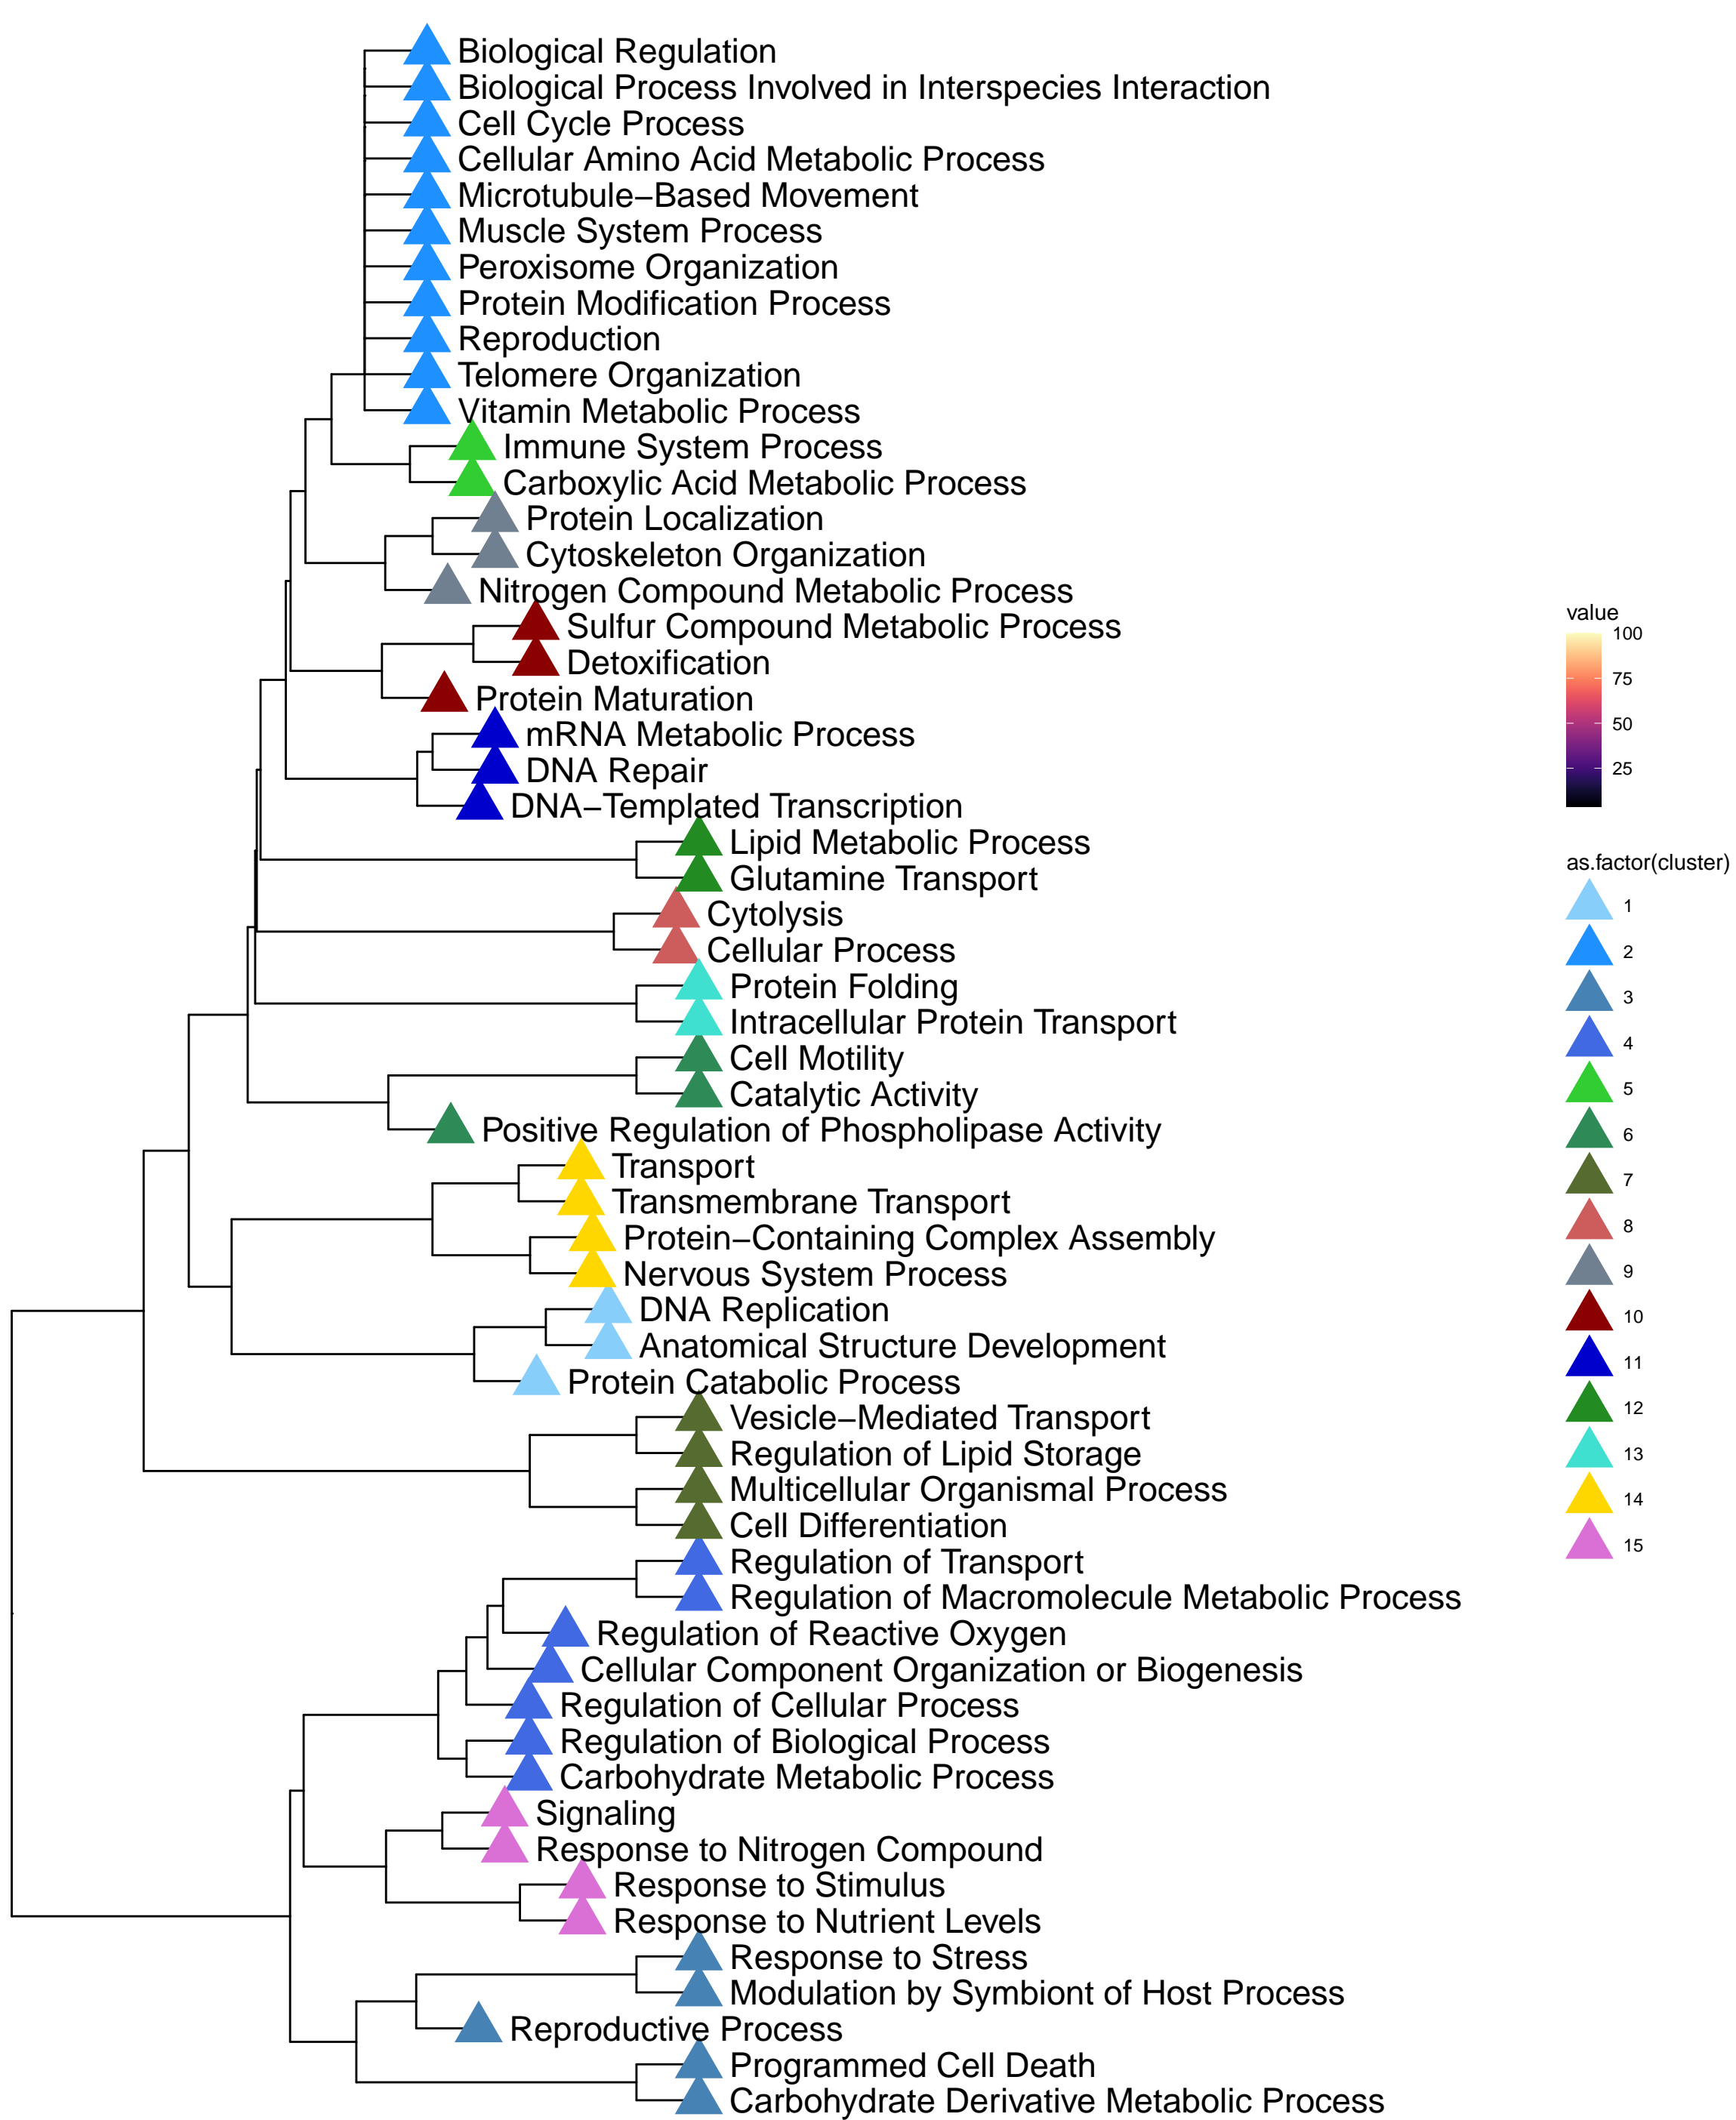 Biological Regulation
Biological Process Involved in Interspecies Interaction
Cell Cycle Process
Cellular Amino Acid Metabolic Process
Microtubule−Based Movement
Muscle System Process
Peroxisome Organization
Protein Modification Process
Reproduction
Telomere Organization
Vitamin Metabolic Process
Immune System Process
Carboxylic Acid Metabolic Process
Protein Localization
Cytoskeleton Organization
Nitrogen Compound Metabolic Process
Sulfur Compound Metabolic Process
Detoxification
Protein Maturation
mRNA Metabolic Process
DNA Repair
DNA−Templated Transcription
Lipid Metabolic Process
Glutamine Transport
Cytolysis
Cellular Process
Protein Folding
Intracellular Protein Transport
Cell Motility
Catalytic Activity
Positive Regulation of Phospholipase Activity
Transport
Transmembrane Transport
Protein−Containing Complex Assembly
Nervous System Process
DNA Replication
Anatomical Structure Development
Protein Catabolic Process
Vesicle−Mediated Transport
Regulation of Lipid Storage
Multicellular Organismal Process
Cell Differentiation
Regulation of Transport
Regulation of Macromolecule Metabolic Process
Regulation of Reactive Oxygen
Cellular Component Organization or Biogenesis
Regulation of Cellular Process
Regulation of Biological Process
Carbohydrate Metabolic Process
Signaling
Response to Nitrogen Compound
Response to Stimulus
Response to Nutrient Levels
Response to Stress
Modulation by Symbiont of Host Process
Reproductive Process
Programmed Cell Death
Carbohydrate Derivative Metabolic Process
value
100
75
50
25
as.factor(cluster)
1
2
3
4
5
6
7
8
9
10
11
12
13
14
15